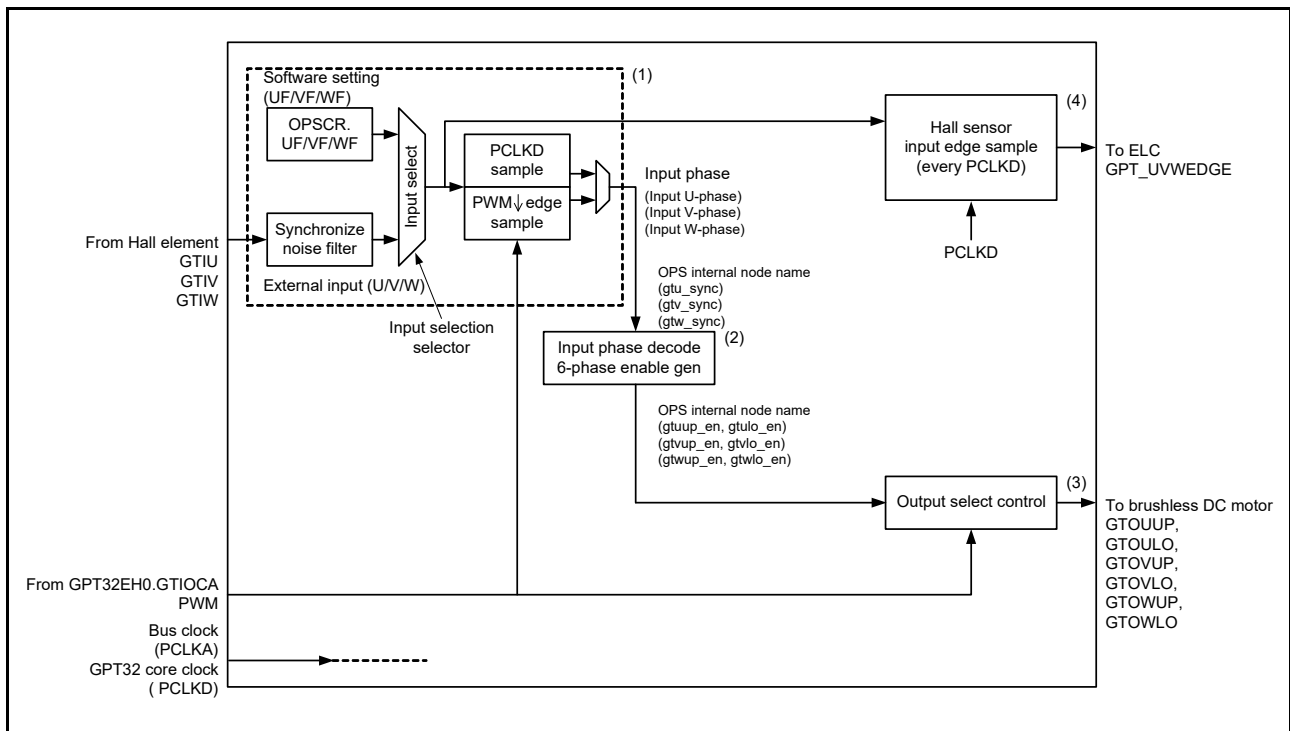 Software setting
(UF/VF/WF)
(1)
OPSCR.
UF/VF/WF
Input select
PCLKD
sample
PWM↓edge
sample
Synchronize
noise filter
External input (U/V/W)
From Hall element
GTIU
GTIV
GTIW
Input selection
selector
Input phase
(Input U-phase)
(Input V-phase)
(Input W-phase)
(4)
Hall sensor
input edge sample
(every PCLKD)
PCLKD
To ELC
GPT_UVWEDGE
OPS internal node name
(gtu_sync)
(gtv_sync)
(gtw_sync)
(2)
Input phase decode
6-phase enable gen
OPS internal node name
(gtuup_en, gtulo_en)
(gtvup_en, gtvlo_en)
(gtwup_en, gtwlo_en)
(3)
Output select control
To brushless DC motor
GTOUUP,
GTOULO,
GTOVUP,
GTOVLO,
GTOWUP,
GTOWLO
From GPT32EH0.GTIOCA
PWM
Bus clock
(PCLKA)
GPT32 core clock
( PCLKD)